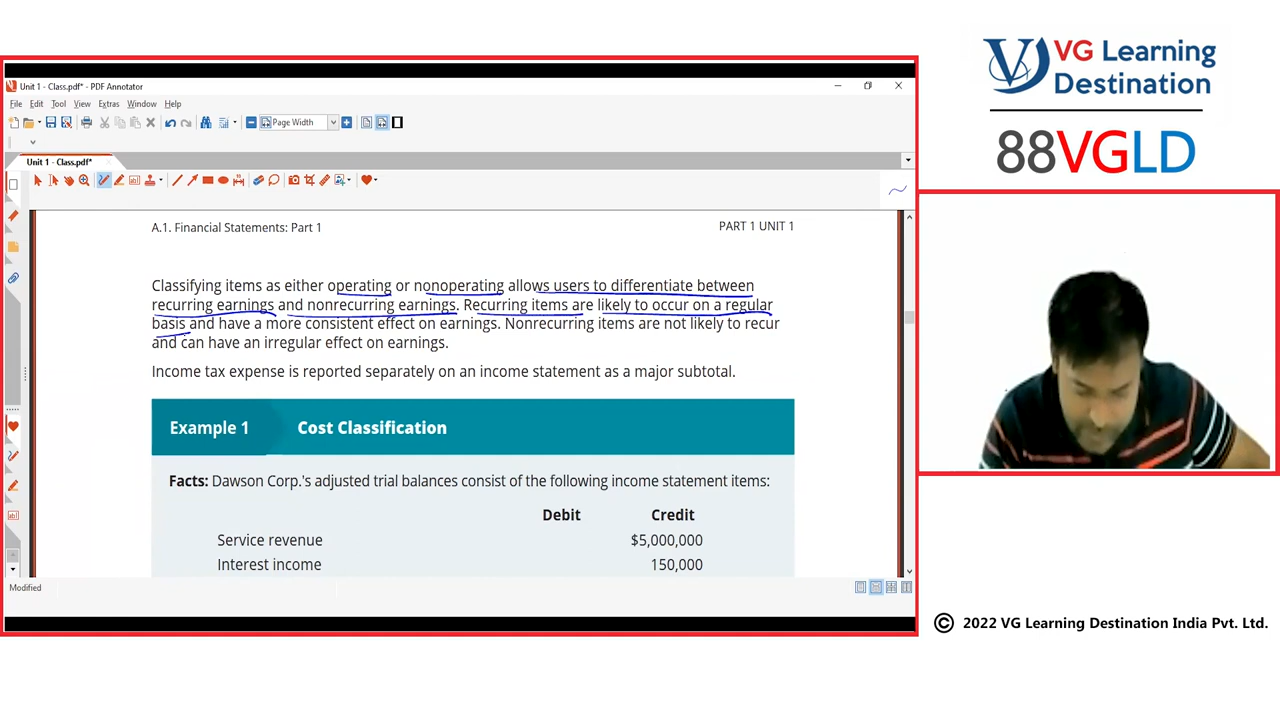 VG Learning
Destination
88VGLD
Unit 1 - Class.pdf* - PDF Annotator
File Edit Tool View Extras Window Help
Page Width
Unit 1 - Class.pdf*
A.1. Financial Statements: Part 1
PART 1 UNIT 1
Classifying items as either operating or nonoperating allows users to differentiate between
recurring earnings and nonrecurring earnings. Recurring items are likely to occur on a regular
basis and have a more consistent effect on earnings. Nonrecurring items are not likely to recur
and can have an irregular effect on earnings.
Income tax expense is reported separately on an income statement as a major subtotal.
Example 1 Cost Classification
Facts: Dawson Corp.'s adjusted trial balances consist of the following income statement items:
Debit Credit
Service revenue $5,000,000
Interest income 150,000
Modified
© 2022 VG Learning Destination India Pvt. Ltd.